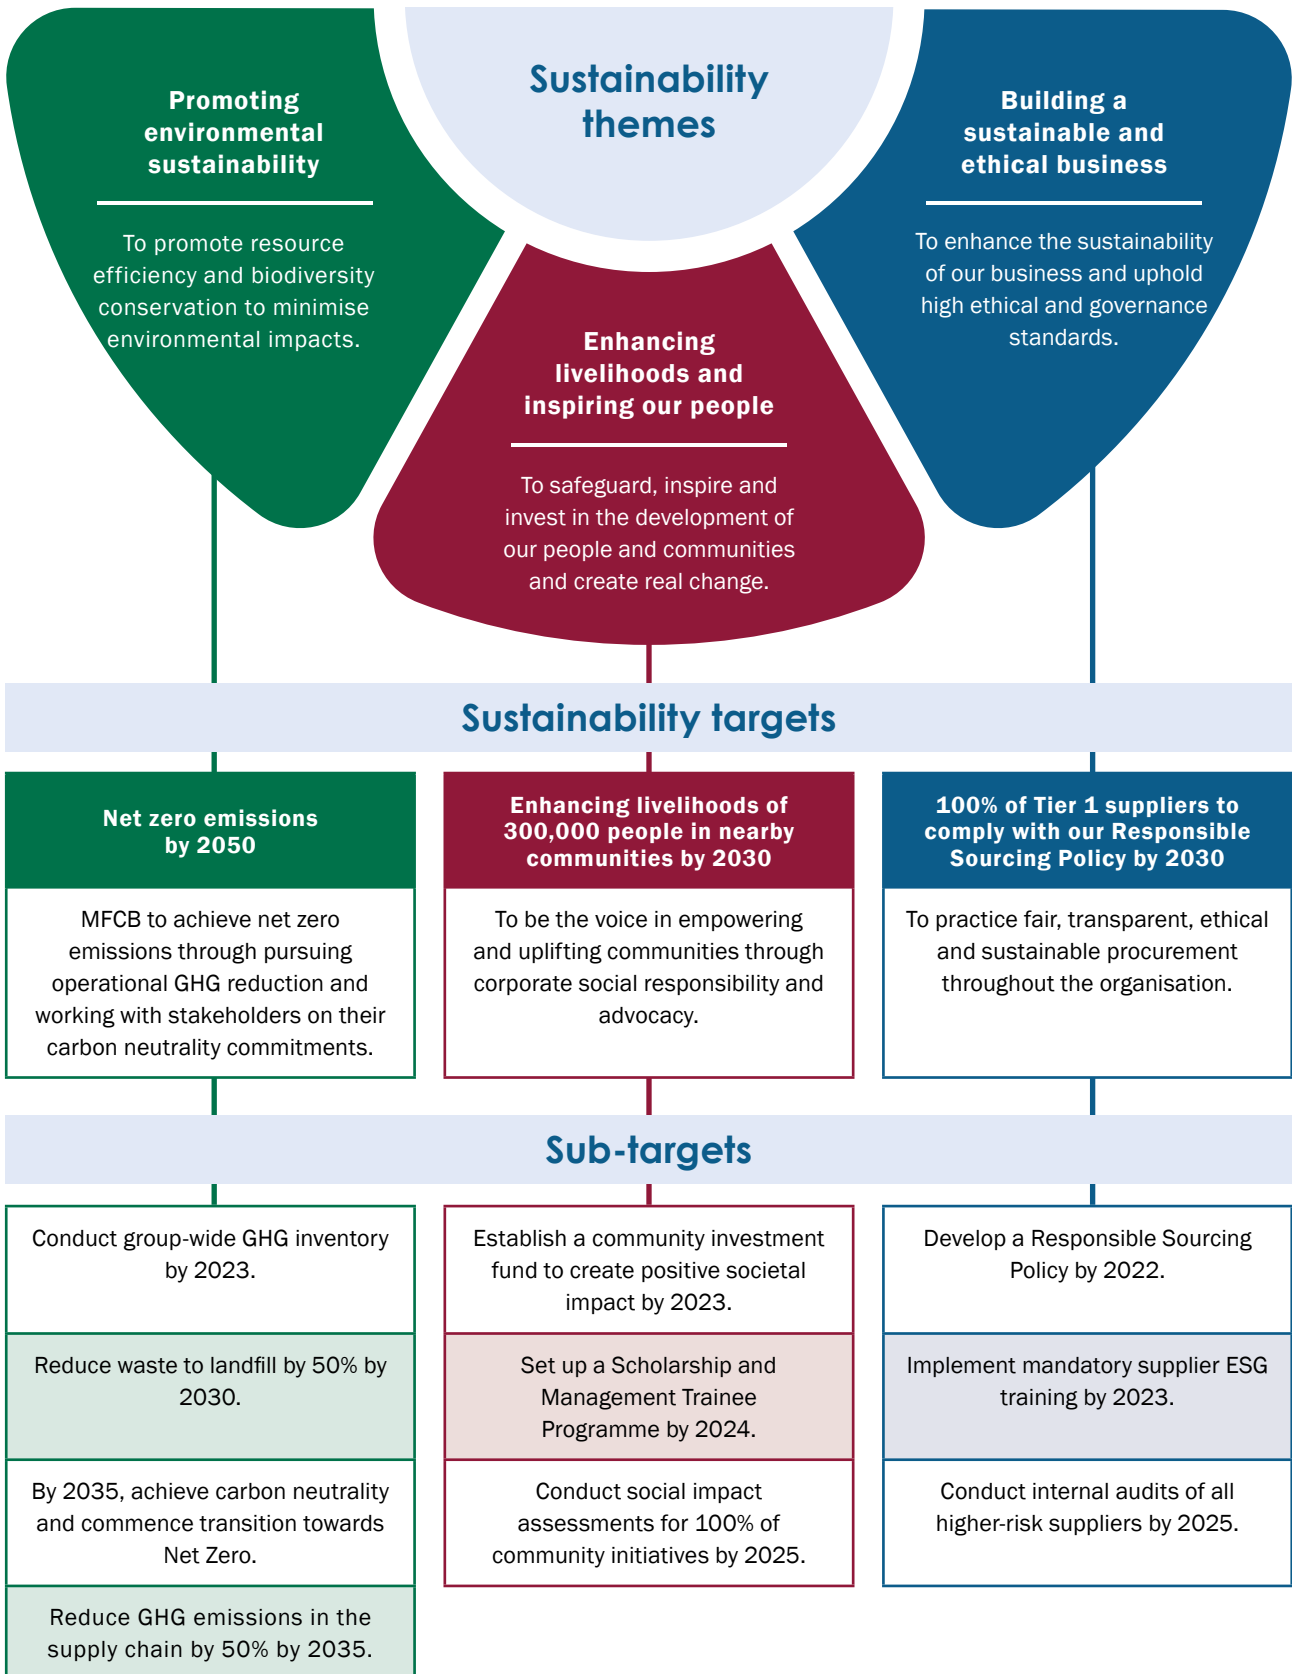 Sustainability
themes
Promoting
environmental
sustainability
To promote resource
efficiency and biodiversity
conservation to minimise
environmental impacts.
Enhancing
livelihoods and
inspiring our people
To safeguard, inspire and
invest in the development of
our people and communities
and create real change.
Building a
sustainable and
ethical business
To enhance the sustainability
of our business and uphold
high ethical and governance
standards.
Sustainability targets
Net zero emissions
by 2050
MFCB to achieve net zero
emissions through pursuing
operational GHG reduction and
working with stakeholders on their
carbon neutrality commitments.
Enhancing livelihoods of
300,000 people in nearby
communities by 2030
To be the voice in empowering
and uplifting communities through
corporate social responsibility and
advocacy.
100% of Tier 1 suppliers to
comply with our Responsible
Sourcing Policy by 2030
To practice fair, transparent, ethical
and sustainable procurement
throughout the organisation.
Sub-targets
Conduct group-wide GHG inventory
by 2023.
Reduce waste to landfill by 50% by
2030.
By 2035, achieve carbon neutrality
and commence transition towards
Net Zero.
Reduce GHG emissions in the
supply chain by 50% by 2035.
Establish a community investment
fund to create positive societal
impact by 2023.
Set up a Scholarship and
Management Trainee
Programme by 2024.
Conduct social impact
assessments for 100% of
community initiatives by 2025.
Develop a Responsible Sourcing
Policy by 2022.
Implement mandatory supplier ESG
training by 2023.
Conduct internal audits of all
higher-risk suppliers by 2025.